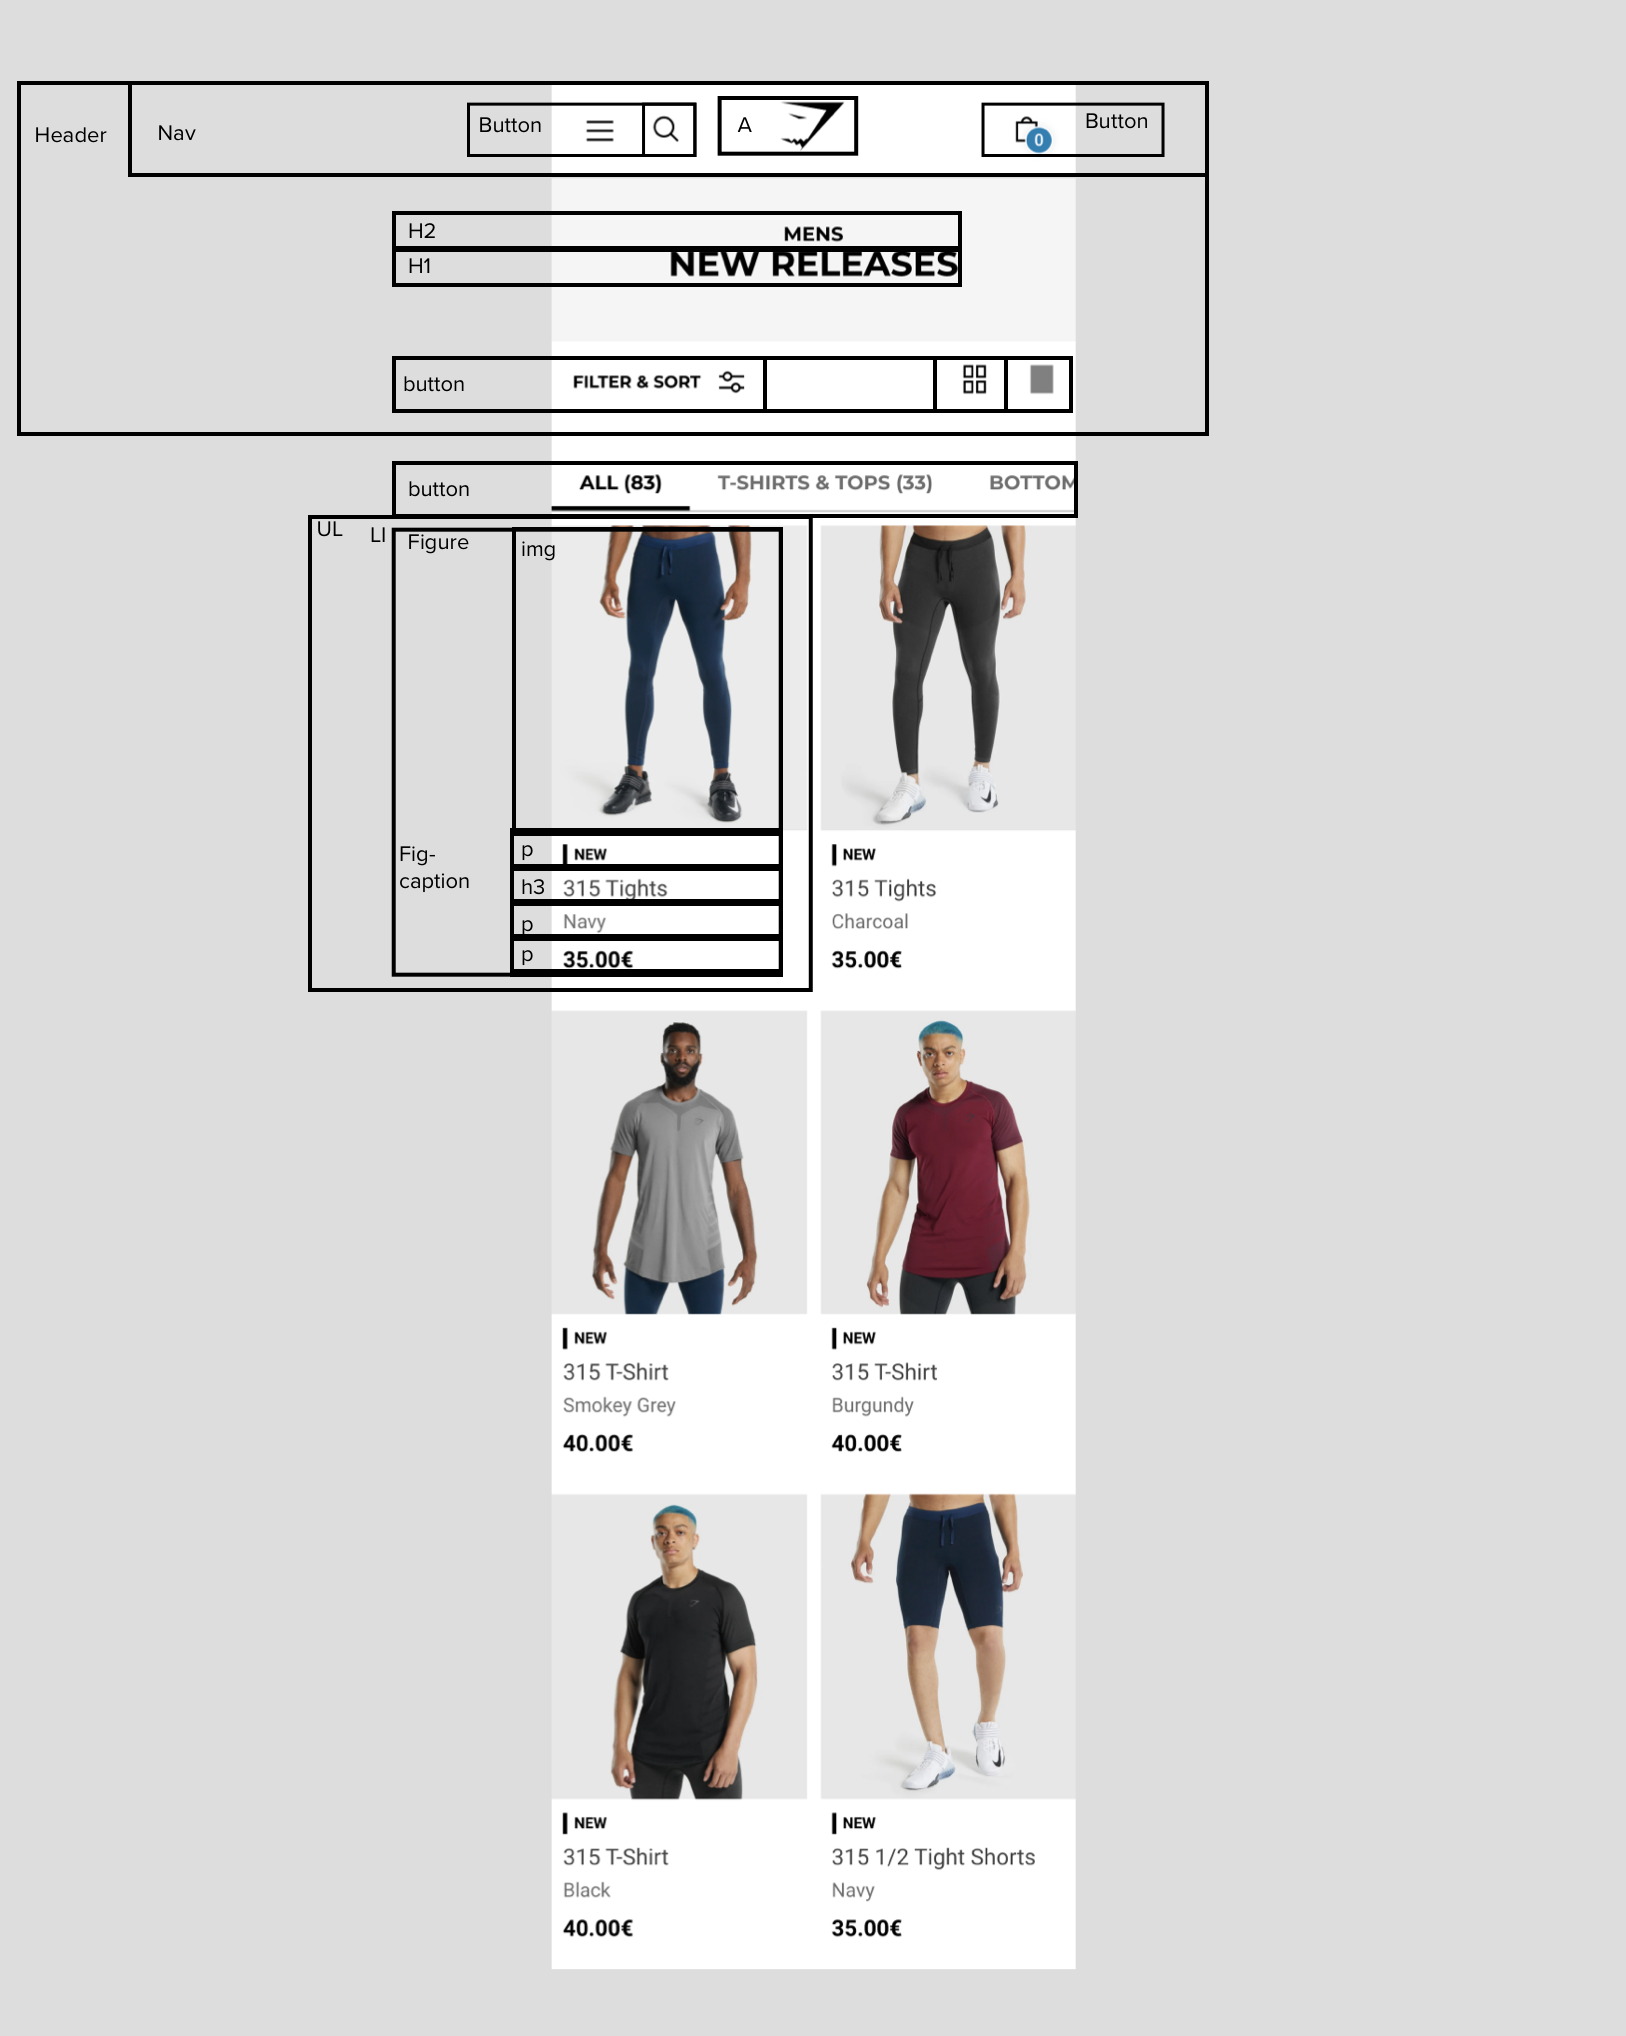 Header
Nav
Button
A
0
Button
H2
MENS
H1
NEW RELEASES
button
FILTER & SORT
button
ALL (83)
T-SHIRTS & TOPS (33)
BOTTOM
UL
LI
Figure
img
Fig-
caption
p
NEW
h3
315 Tights
p
Navy
p
35.00€
NEW
315 Tights
Charcoal
35.00€
NEW
315 T-Shirt
Smokey Grey
40.00€
NEW
315 T-Shirt
Burgundy
40.00€
NEW
315 T-Shirt
Black
40.00€
NEW
315 1/2 Tight Shorts
Navy
35.00€